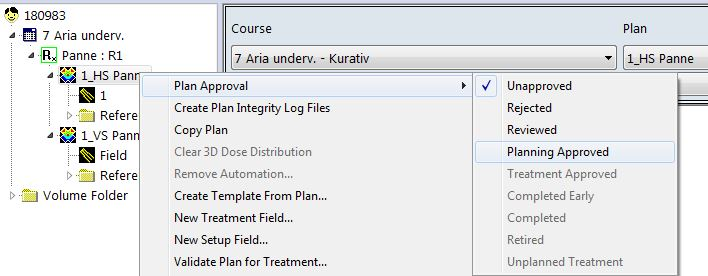 180983
7 Aria underv.
Panne : R1
1_HS Panne
1
Refere
1_VS Pann
Field
Refere
Volume Folder
Course
Plan
7 Aria underv. - Kurativ
1_HS Panne
Plan Approval
Create Plan Integrity Log Files
Copy Plan
Clear 3D Dose Distribution
Remove Automation...
Create Template From Plan...
New Treatment Field...
New Setup Field...
Validate Plan for Treatment...
Unapproved
Rejected
Reviewed
Planning Approved
Treatment Approved
Completed Early
Completed
Retired
Unplanned Treatment